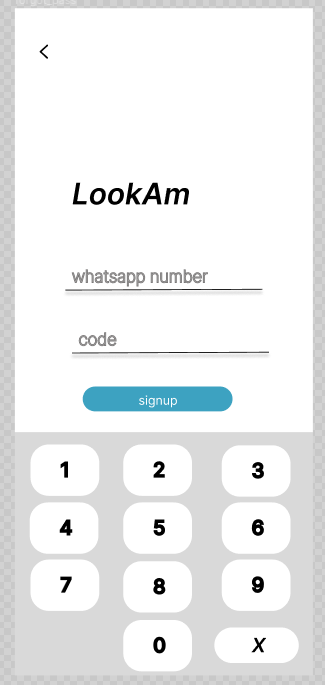 LookAm
whatsapp number
code
signup
1 2 3
4 5 6
7 8 9
0 X